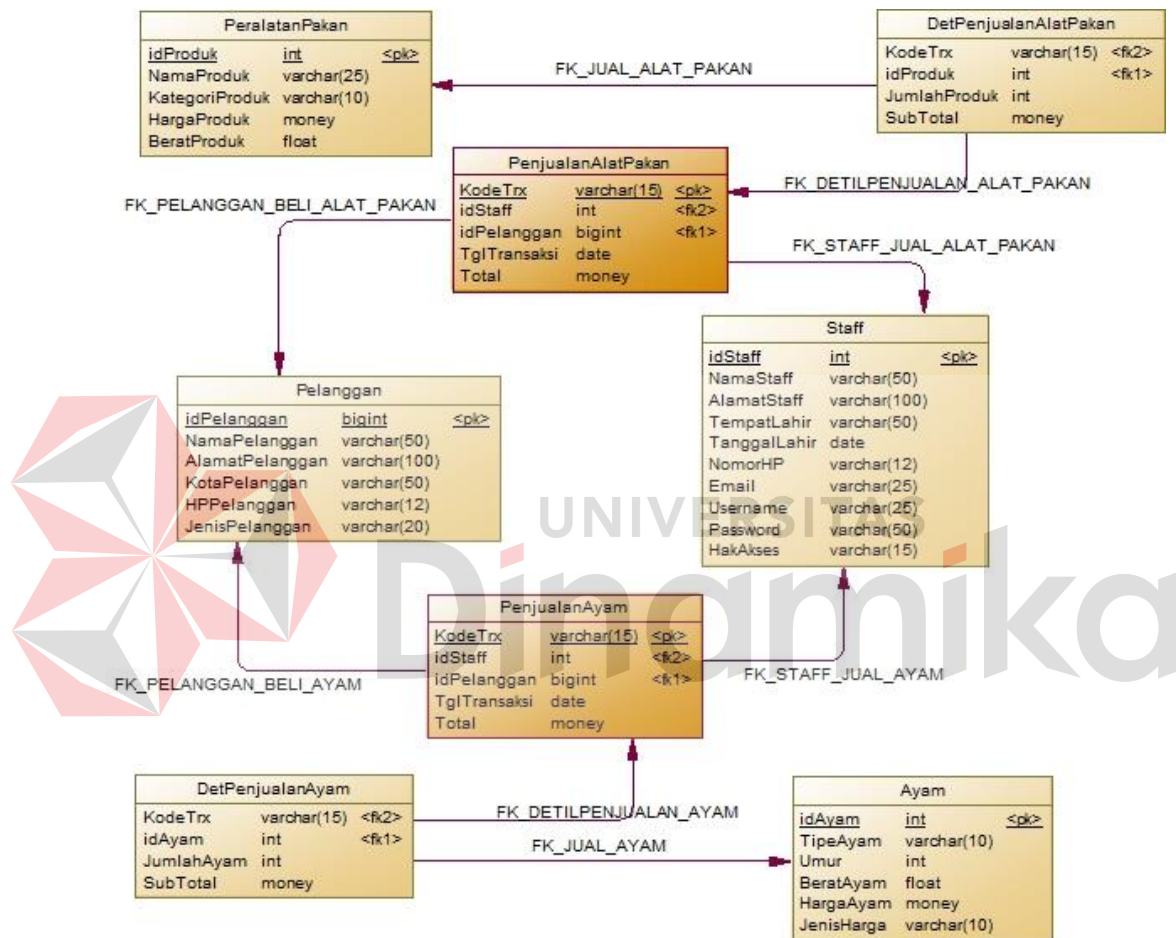 PeralatanPakan
idProduk int <pk>
NamaProduk varchar(25)
KategoriProduk varchar(10)
HargaProduk money
BeratProduk float
FK_JUAL_ALAT_PAKAN
DetPenjualanAlatPakan
KodeTrx varchar(15) <fk2>
idProduk int <fk1>
JumlahProduk int
SubTotal money
PenjualanAlatPakan
KodeTrx varchar(15) <pk>
idStaff int <fk2>
idPelanggan bigint <fk1>
TglTransaksi date
Total money
FK_DETILPENJUALAN_ALAT_PAKAN
FK_PELANGGAN_BELI_ALAT_PAKAN
FK_STAFF_JUAL_ALAT_PAKAN
Staff
idStaff int <pk>
NamaStaff varchar(50)
AlamatStaff varchar(100)
TempatLahir varchar(50)
TanggalLahir date
NomorHP varchar(12)
Email varchar(25)
Username varchar(25)
Password varchar(50)
HakAkses varchar(15)
Pelanggan
idPelanggan bigint <pk>
NamaPelanggan varchar(50)
AlamatPelanggan varchar(100)
KotaPelanggan varchar(50)
HPPelanggan varchar(12)
JenisPelanggan varchar(20)
UNIVERSITAS
Dinamika
PenjualanAyam
KodeTrx varchar(15) <pk>
idStaff int <fk2>
idPelanggan bigint <fk1>
TglTransaksi date
Total money
FK_PELANGGAN_BELI_AYAM
FK_STAFF_JUAL_AYAM
DetPenjualanAyam
KodeTrx varchar(15) <fk2>
idAyam int <fk1>
JumlahAyam int
SubTotal money
FK_DETILPENJUALAN_AYAM
FK_JUAL_AYAM
Ayam
idAyam int <pk>
TipeAyam varchar(10)
Umur int
BeratAyam float
HargaAyam money
JenisHarga varchar(10)